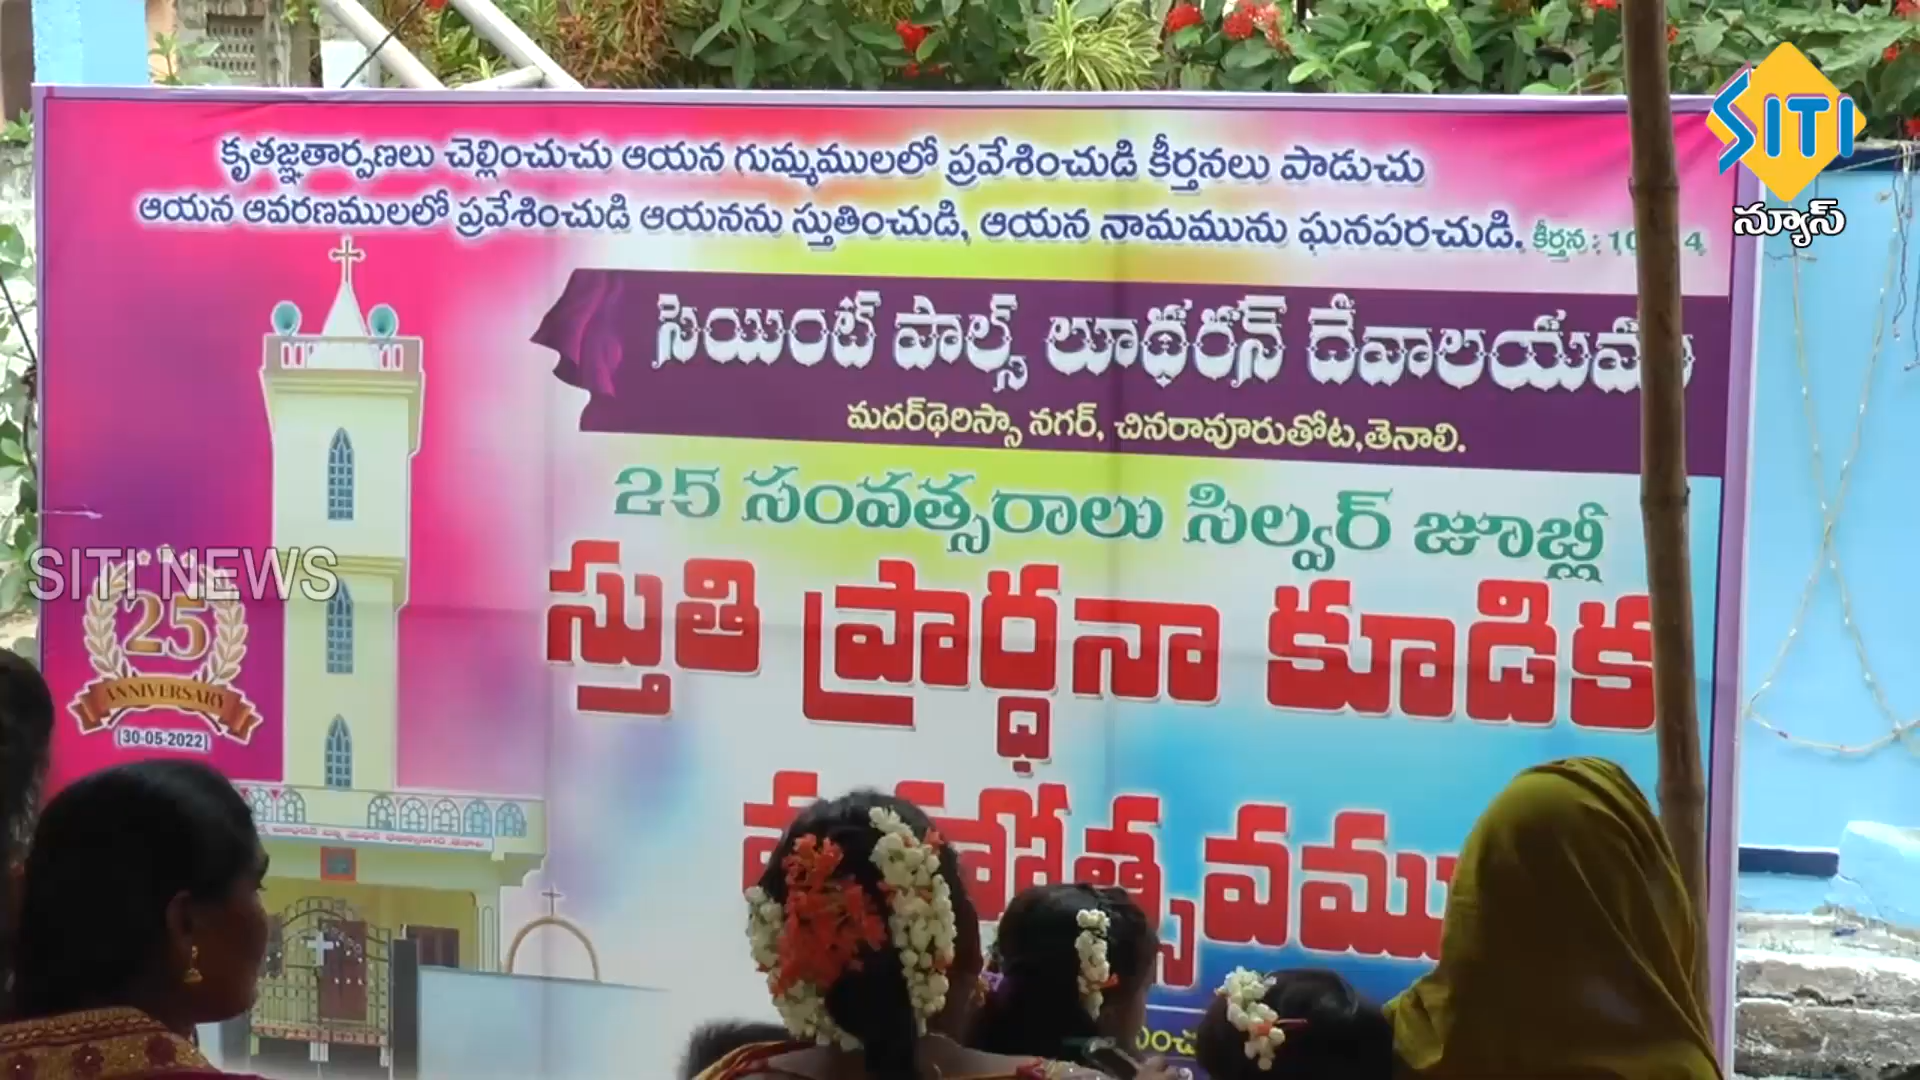 కృతజ్ఞతార్పణలు చెల్లించుచు ఆయన గుమ్మములలో ప్రవేశించుడి కీర్తనలు పాడుచు
ఆయన ఆవరణములలో ప్రవేశించుడి ఆయనను స్తుతించుడి, ఆయన నామమును ఘనపరచుడి. కీర్తన :
సెయింట్ పాల్స్ లూథరన్ దేవాలయము
మదర్‌థెరిస్సా నగర్, చినరావూరుతోట,తెనాలి.
25 సంవత్సరాలు సిల్వర్ జూబ్లీ
స్తుతి ప్రార్ధనా కూడిక
25
ANNIVERSARY
[30-05-2022]
SITI NEWS
SITI
న్యూస్